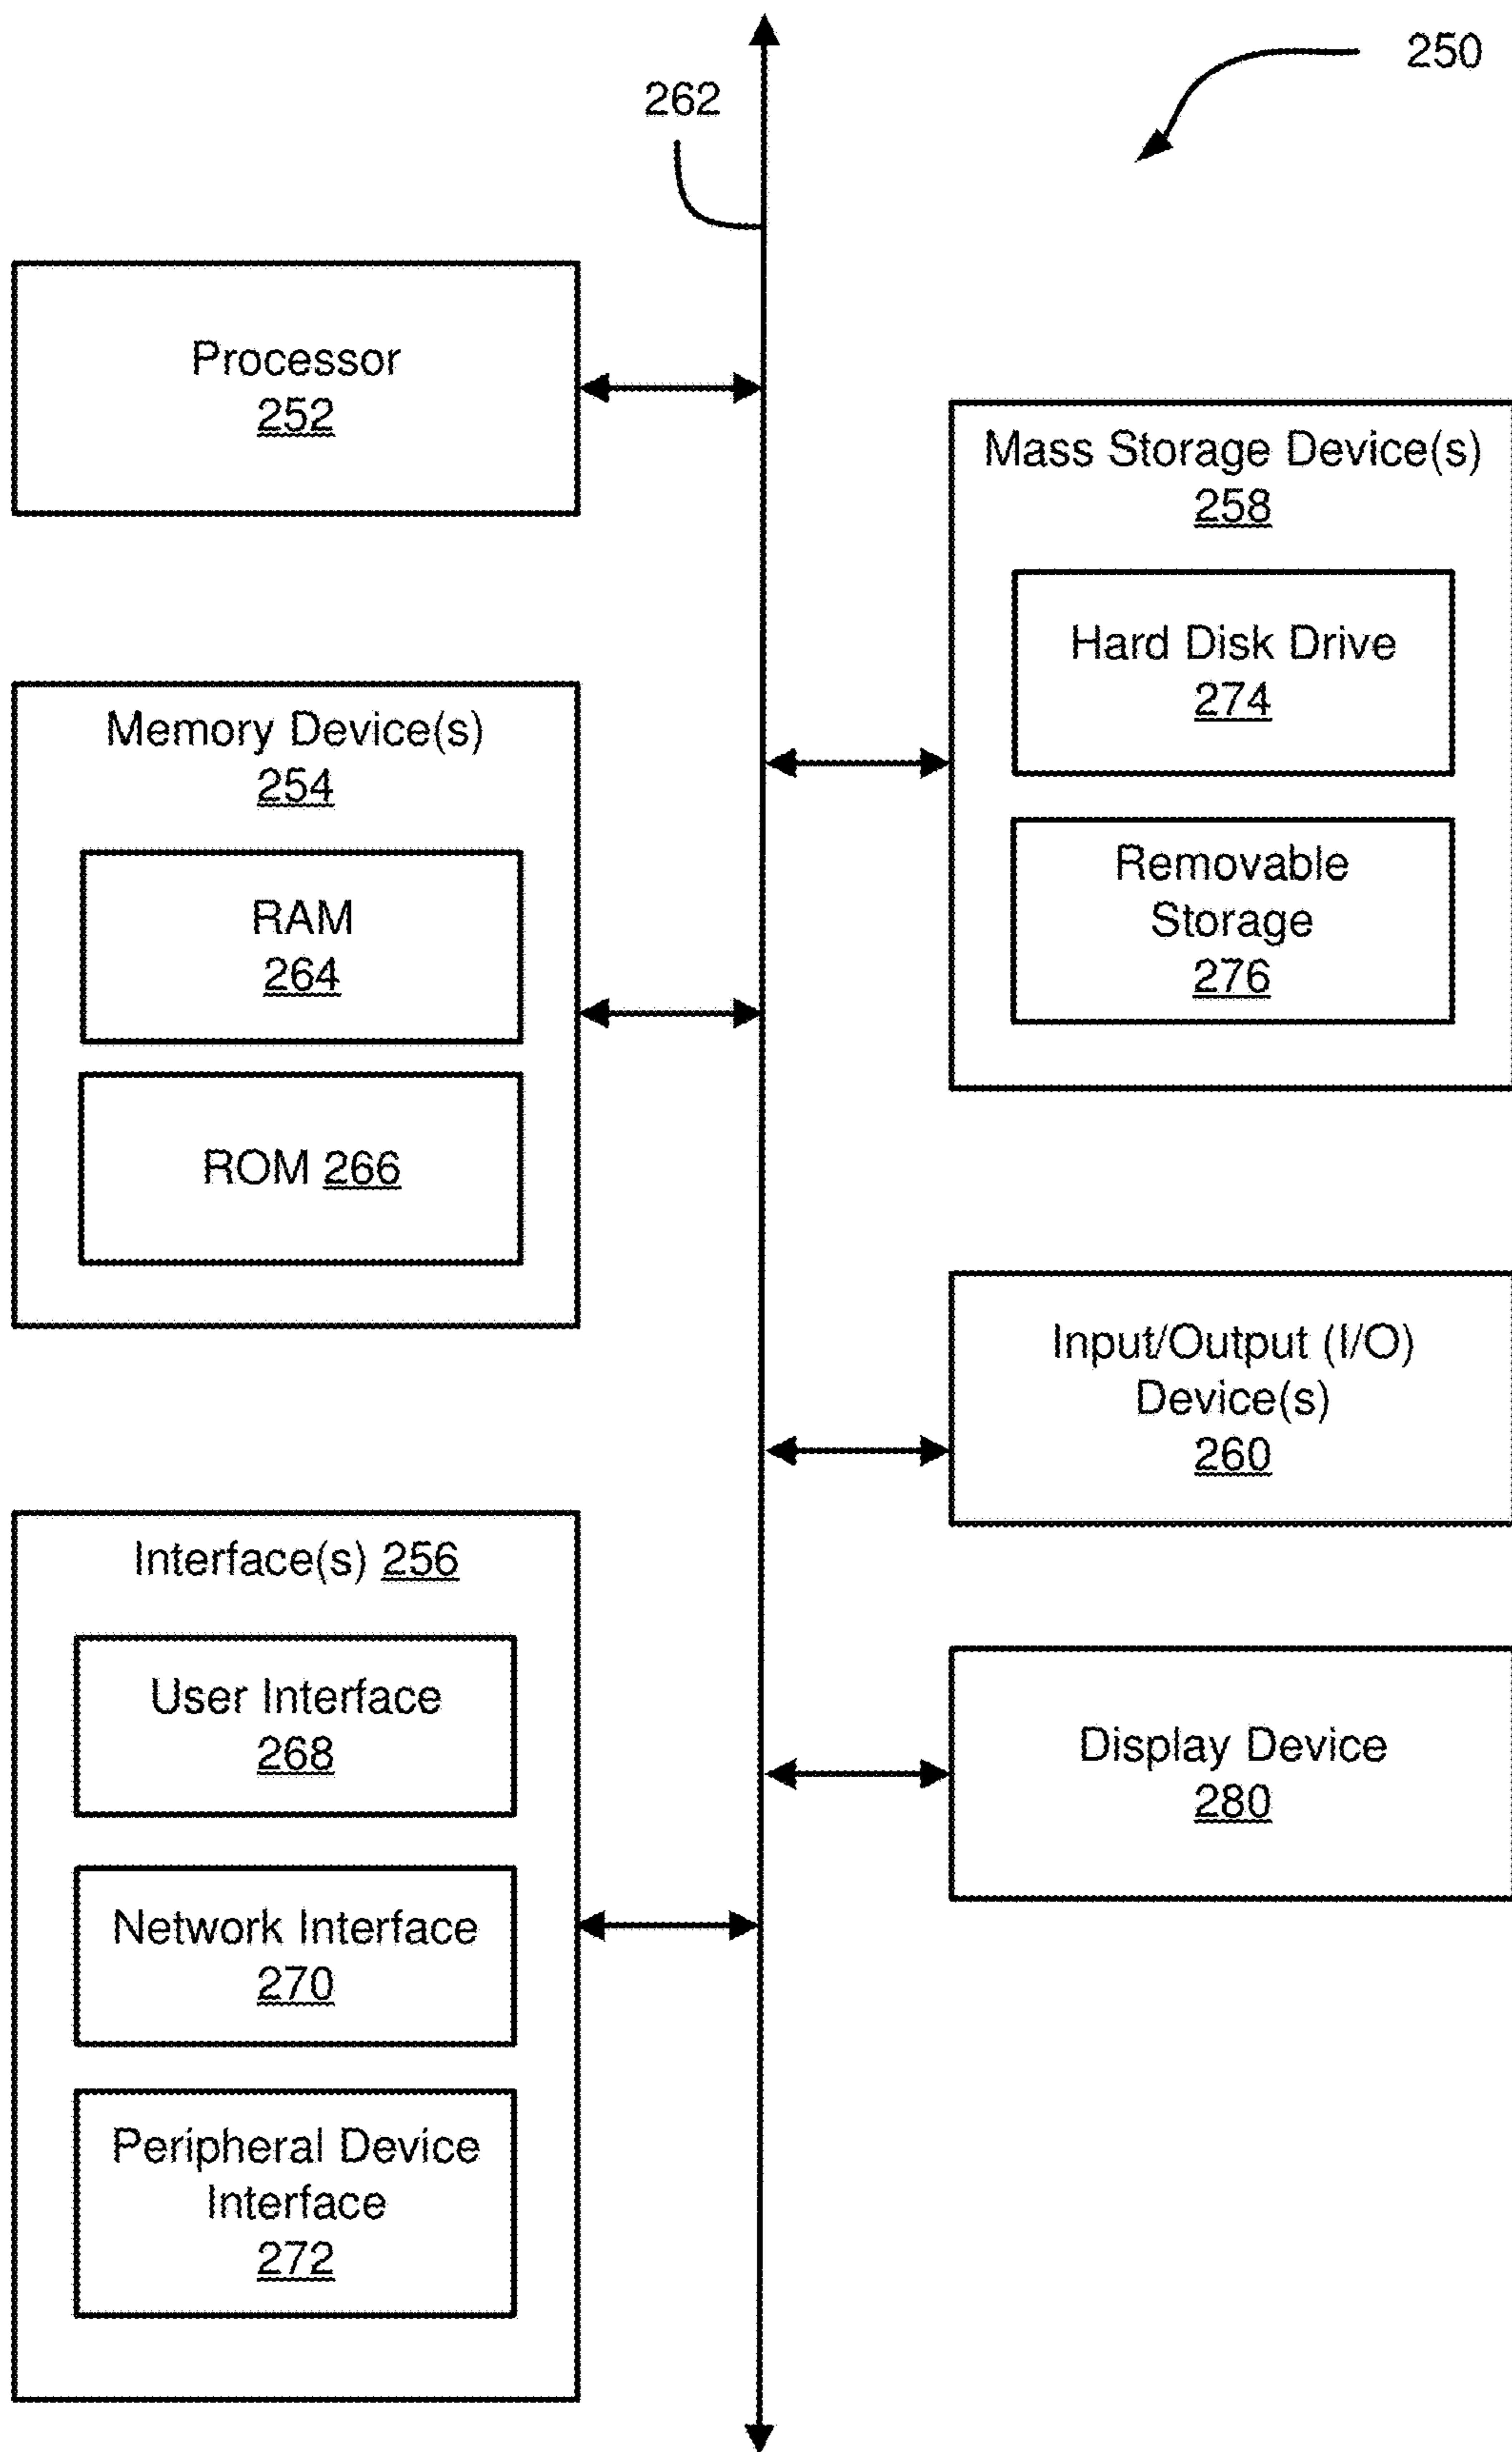 250
262
Processor
252
Mass Storage Device(s)
258
Hard Disk Drive
274
Removable
Storage
276
Memory Device(s)
254
RAM
264
ROM 266
Input/Output (I/O)
Device(s)
260
Interface(s) 256
User Interface
268
Network Interface
270
Peripheral Device
Interface
272
Display Device
280